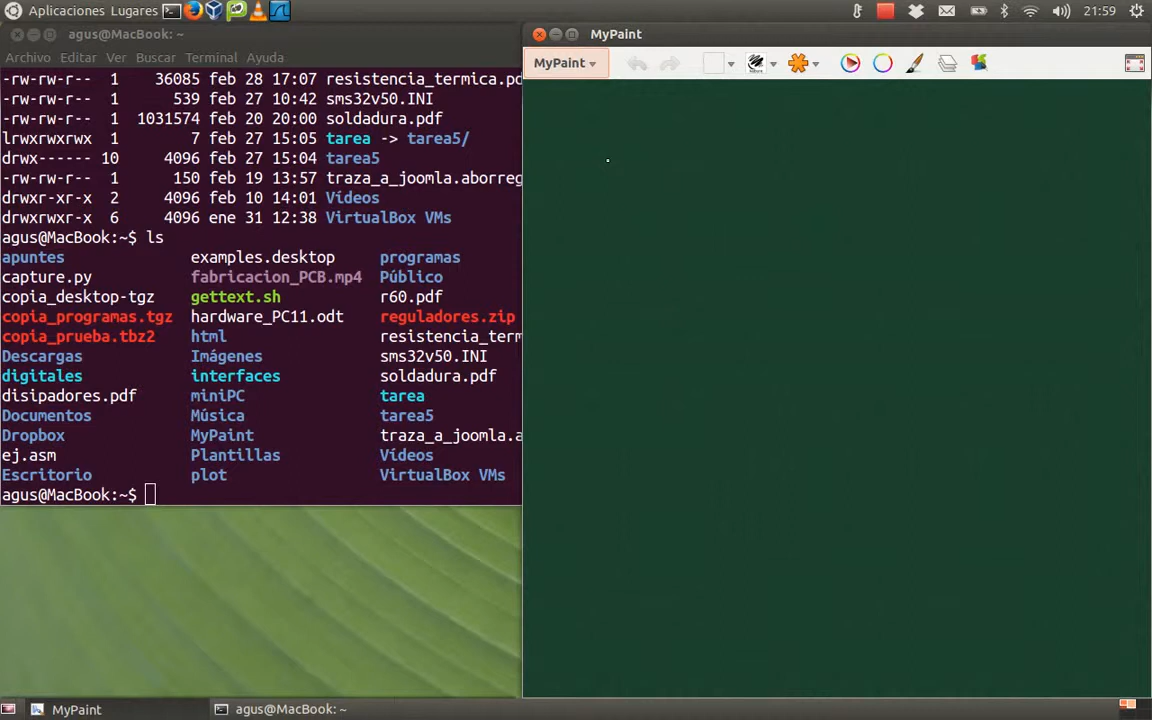 Aplicaciones Lugares 21:59
agus@MacBook: ~
Archivo Editar Ver Buscar Terminal Ayuda
-rw-rw-r-- 1 36085 feb 28 17:07 resistencia_termica.pd
-rw-rw-r-- 1 539 feb 27 10:42 sms32v50.INI
-rw-rw-r-- 1 1031574 feb 20 20:00 soldadura.pdf
lrwxrwxrwx 1 7 feb 27 15:05 tarea -> tarea5/
drwx------ 10 4096 feb 27 15:04 tarea5
-rw-rw-r-- 1 150 feb 19 13:57 traza_a_joomla.aborreg
drwxr-xr-x 2 4096 feb 10 14:01 Vídeos
drwxrwxr-x 6 4096 ene 31 12:38 VirtualBox VMs
agus@MacBook:~$ ls
apuntes examples.desktop programas
capture.py fabricacion_PCB.mp4 Público
copia_desktop-tgz gettext.sh r60.pdf
copia_programas.tgz hardware_PC11.odt reguladores.zip
copia_prueba.tbz2 html resistencia_term
Descargas Imágenes sms32v50.INI
digitales interfaces soldadura.pdf
disipadores.pdf miniPC tarea
Documentos Música tarea5
Dropbox MyPaint traza_a_joomla.a
ej.asm Plantillas Vídeos
Escritorio plot VirtualBox VMs
agus@MacBook:~$
MyPaint
MyPaint
MyPaint agus@MacBook: ~